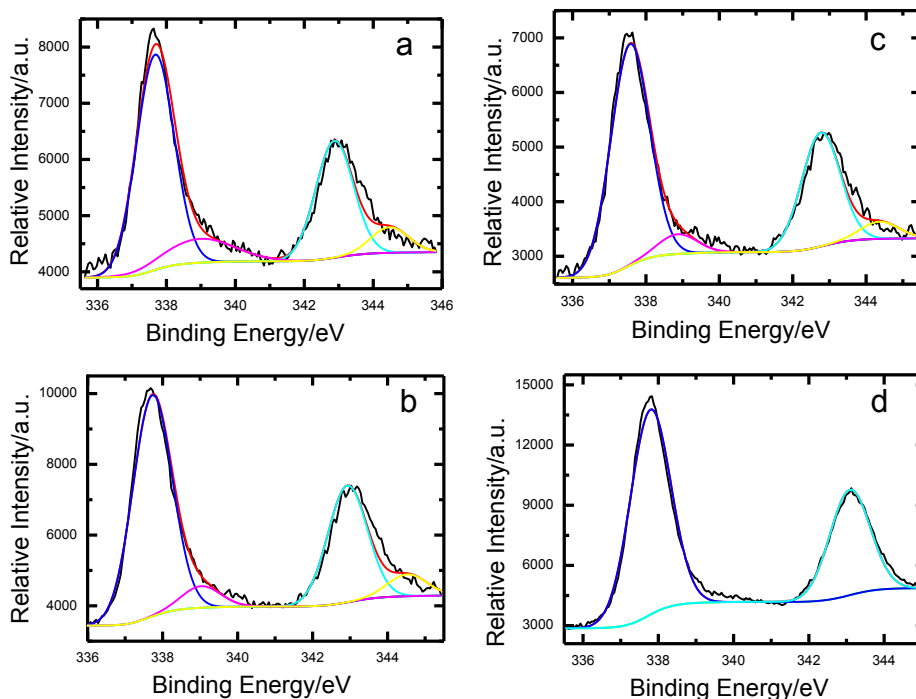 a
Relative Intensity/a.u.
8000
7000
6000
5000
4000
336 338 340 342 344 346
Binding Energy/eV
c
Relative Intensity/a.u.
7000
6000
5000
4000
3000
336 338 340 342 344
Binding Energy/eV
b
Relative Intensity/a.u.
10000
8000
6000
4000
336 338 340 342 344
Binding Energy/eV
d
Relative Intensity/a.u.
15000
12000
9000
6000
3000
336 338 340 342 344
Binding Energy/eV